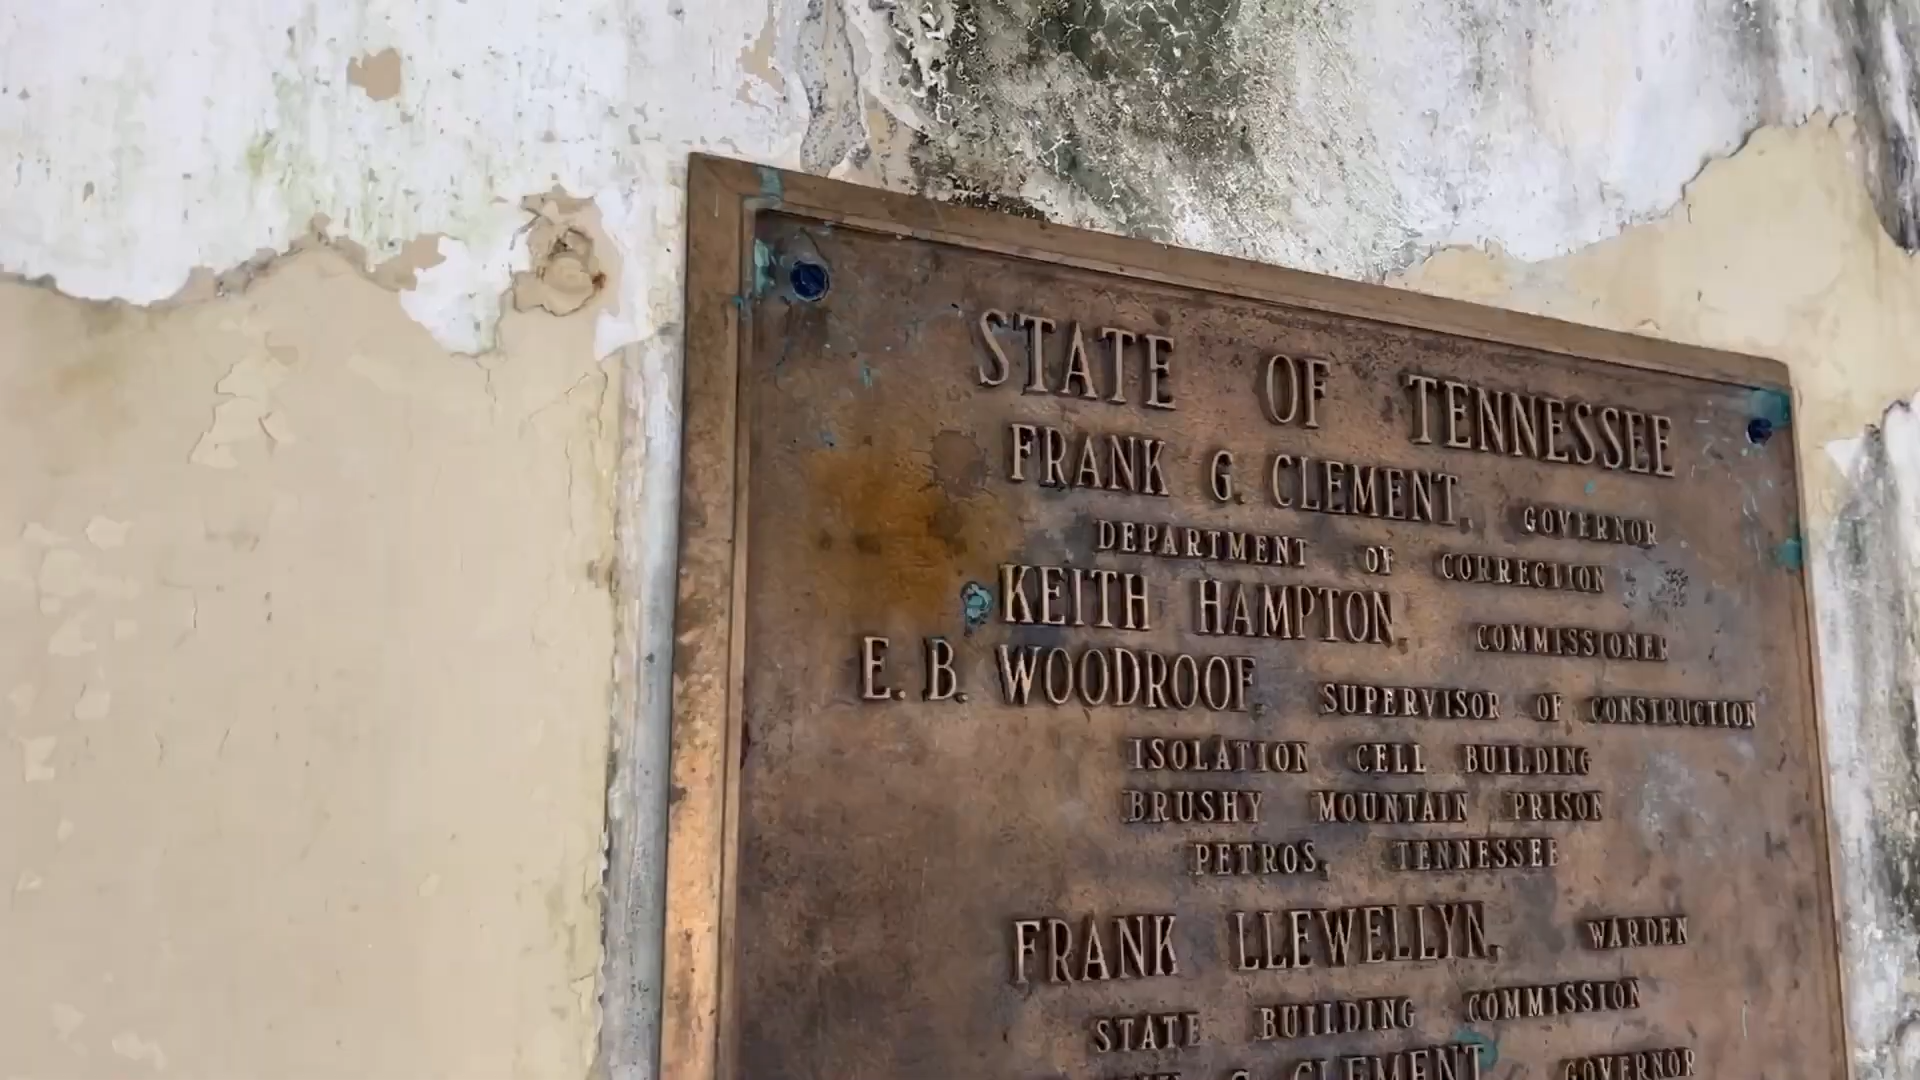 STATE OF TENNESSEE
FRANK G. CLEMENT, GOVERNOR
DEPARTMENT OF CORRECTION
KEITH HAMPTON, COMMISSIONER
E. B. WOODROOF, SUPERVISOR OF CONSTRUCTION
ISOLATION CELL BUILDING
BRUSHY MOUNTAIN PRISON
PETROS, TENNESSEE
FRANK LLEWELLYN, WARDEN
STATE BUILDING COMMISSION
G. CLEMENT, GOVERNOR